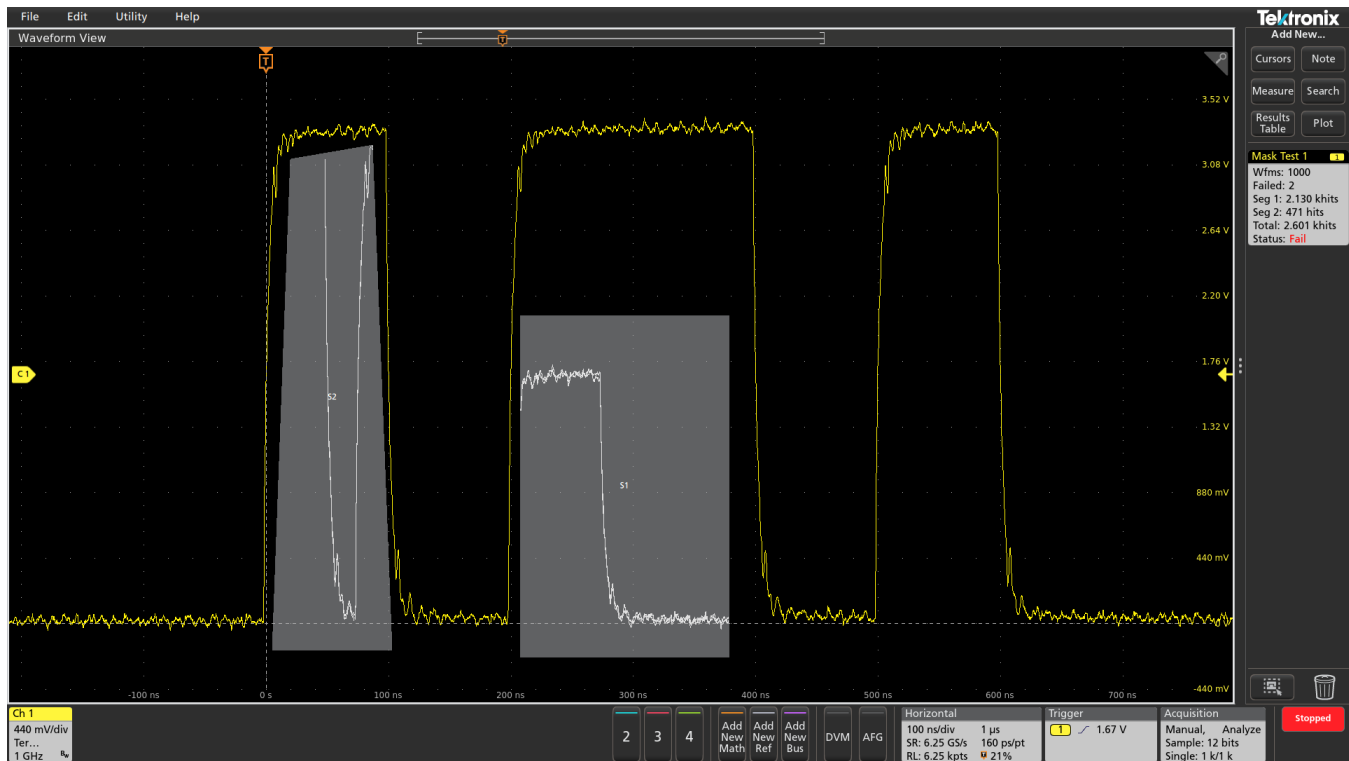 File Edit Utility Help
Tektronix
Waveform View
Add New...
T
T
Cursors Note
Measure Search
Results Table Plot
3.52 V
3.08 V
2.64 V
2.20 V
1.76 V
1.32 V
880 mV
440 mV
-440 mV
Mask Test 1 1
Wfms: 1000
Failed: 2
Seg 1: 2.130 khits
Seg 2: 471 hits
Total: 2.601 khits
Status: Fail
C1
S2
S1
-100 ns 0 s 100 ns 200 ns 300 ns 400 ns 500 ns 600 ns 700 ns
Ch 1
440 mV/div
Ter...
1 GHz Bw
2 3 4
Add New Math
Add New Ref
Add New Bus
DVM AFG
Horizontal
100 ns/div 1 µs
SR: 6.25 GS/s 160 ps/pt
RL: 6.25 kpts T 21%
Trigger
1 1.67 V
Acquisition
Manual, Analyze
Sample: 12 bits
Single: 1 k/1 k
Stopped